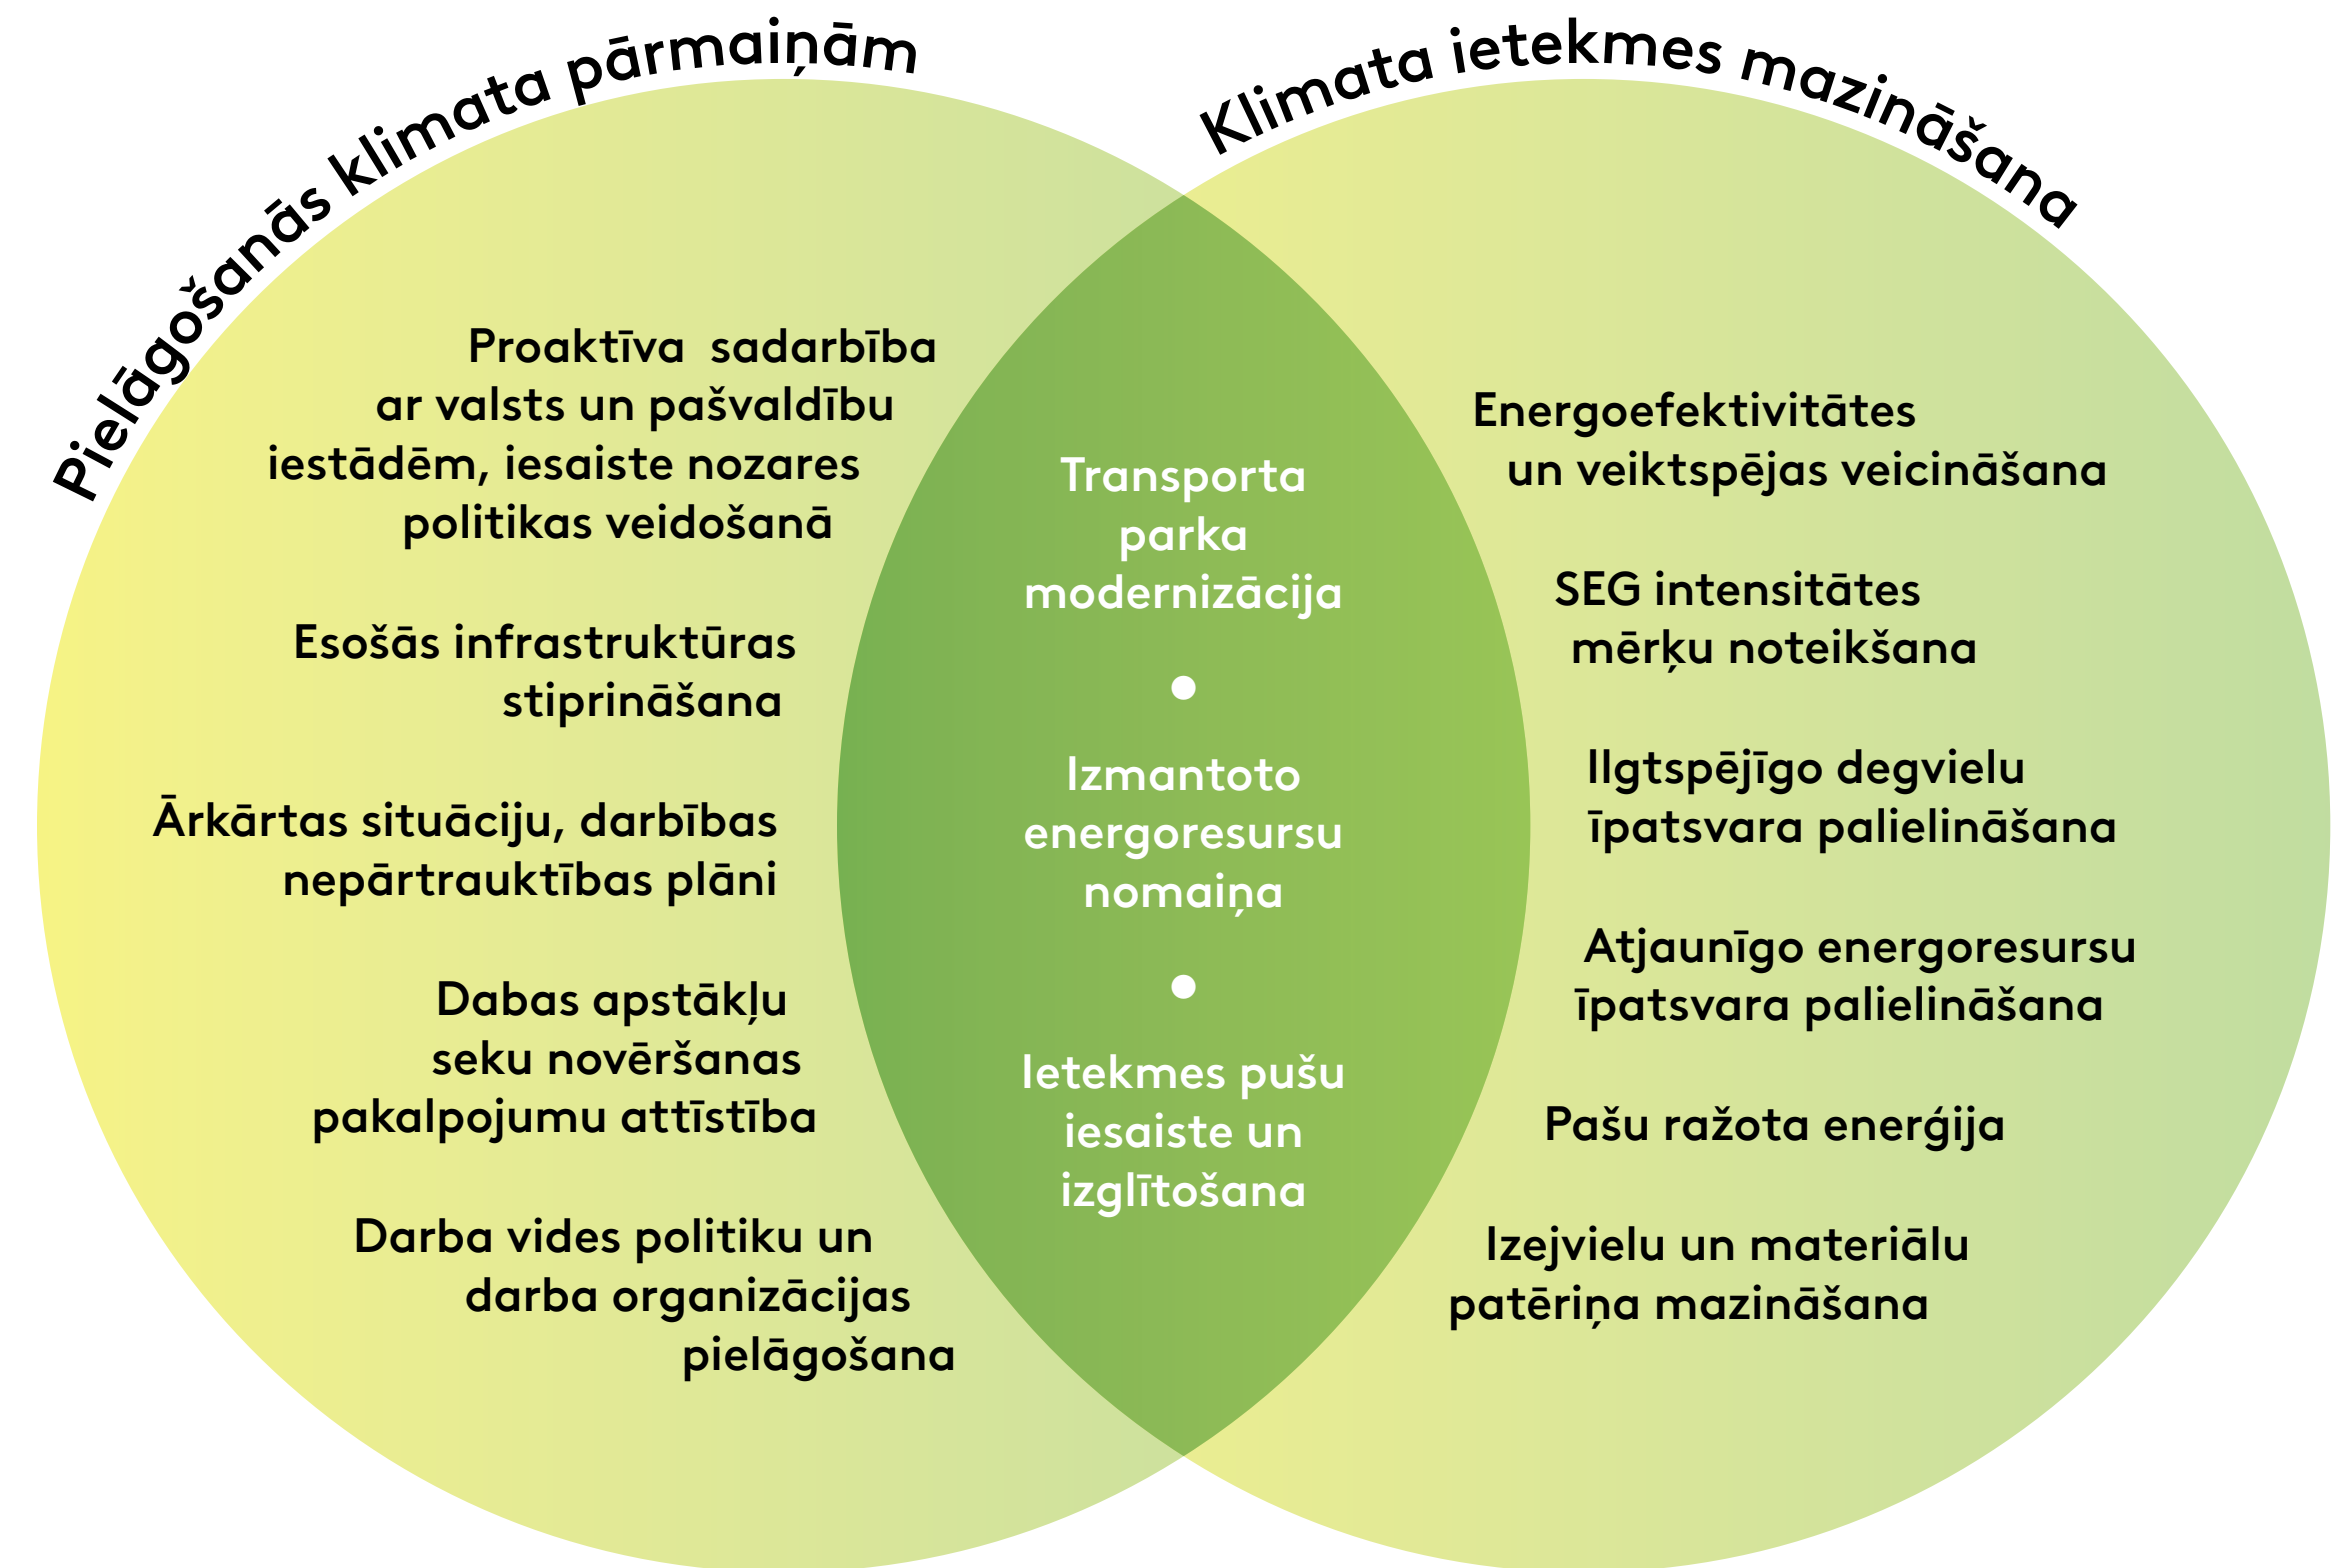 Pielāgošanās klimata pārmaiņām
Proaktīva sadarbība
ar valsts un pašvaldību
iestādēm, iesaiste nozares
politikas veidošanā
Esošās infrastruktūras
stiprināšana
Ārkārtas situāciju, darbības
nepārtrauktības plāni
Dabas apstākļu
seku novēršanas
pakalpojumu attīstība
Darba vides politiku un
darba organizācijas
pielāgošana
Transporta
parka
modernizācija
•
Izmantoto
energoresursu
nomaiņa
•
Ietekmes pušu
iesaiste un
izglītošana
Klimata ietekmes mazināšana
Energoefektivitātes
un veiktspējas veicināšana
SEG intensitātes
mērķu noteikšana
Ilgtspējīgo degvielu
īpatsvara palielināšana
Atjaunīgo energoresursu
īpatsvara palielināšana
Pašu ražota enerģija
Izejvielu un materiālu
patēriņa mazināšana